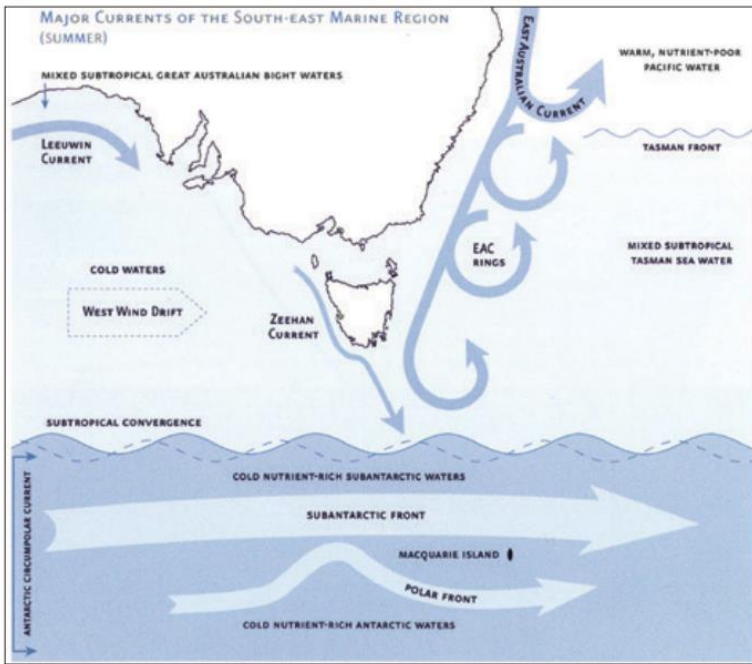 MAJOR CURRENTS OF THE SOUTH-EAST MARINE REGION
(SUMMER)
MIXED SUBTROPICAL GREAT AUSTRALIAN BIGHT WATERS
LEEUWIN
CURRENT
EAST AUSTRALIAN CURRENT
WARM, NUTRIENT-POOR
PACIFIC WATER
TASMAN FRONT
EAC
RINGS
MIXED SUBTROPICAL
TASMAN SEA WATER
COLD WATERS
WEST WIND DRIFT
ZEEHAN
CURRENT
SUBTROPICAL CONVERGENCE
ANTARCTIC CIRCUMPOLAR CURRENT
COLD NUTRIENT-RICH SUBANTARCTIC WATERS
SUBANTARCTIC FRONT
MACQUARIE ISLAND
POLAR FRONT
COLD NUTRIENT-RICH ANTARCTIC WATERS